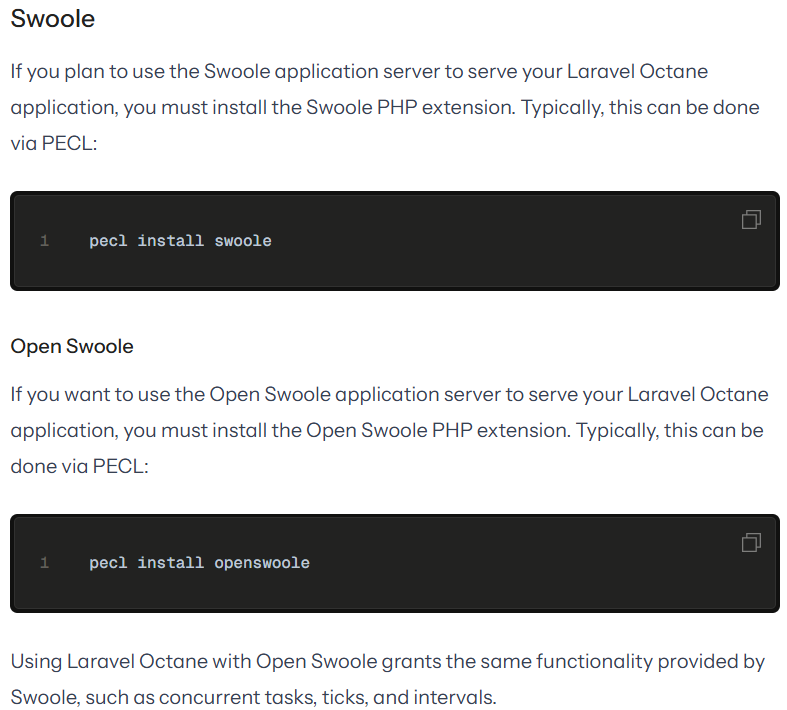 Swoole
If you plan to use the Swoole application server to serve your Laravel Octane
application, you must install the Swoole PHP extension. Typically, this can be done
via PECL:
1 pecl install swoole
Open Swoole
If you want to use the Open Swoole application server to serve your Laravel Octane
application, you must install the Open Swoole PHP extension. Typically, this can be
done via PECL:
1 pecl install openswoole
Using Laravel Octane with Open Swoole grants the same functionality provided by
Swoole, such as concurrent tasks, ticks, and intervals.